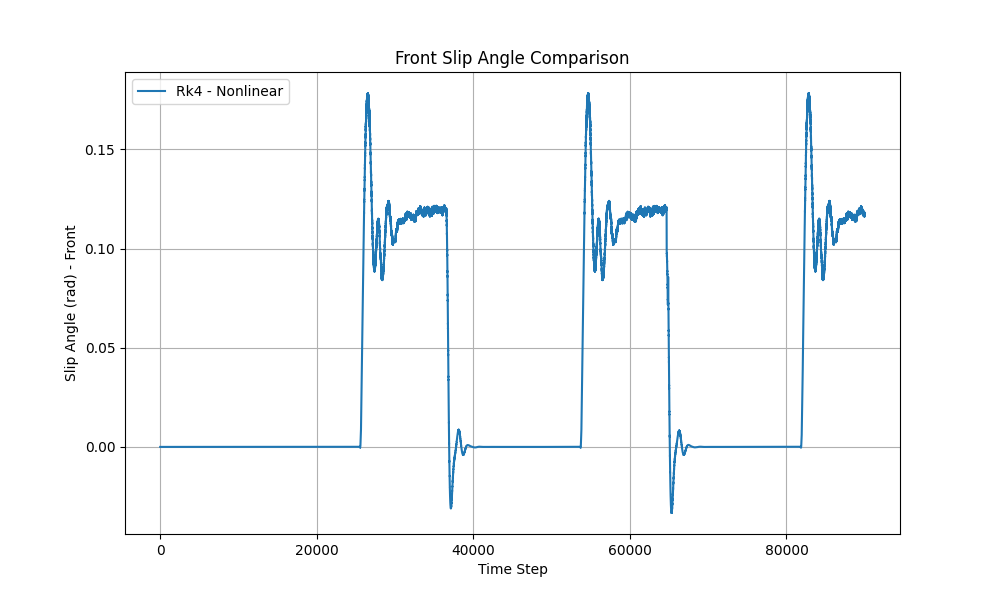 Front Slip Angle Comparison
Rk4 - Nonlinear
Slip Angle (rad) - Front
0.15
0.10
0.05
0.00
0
20000
40000
60000
80000
Time Step